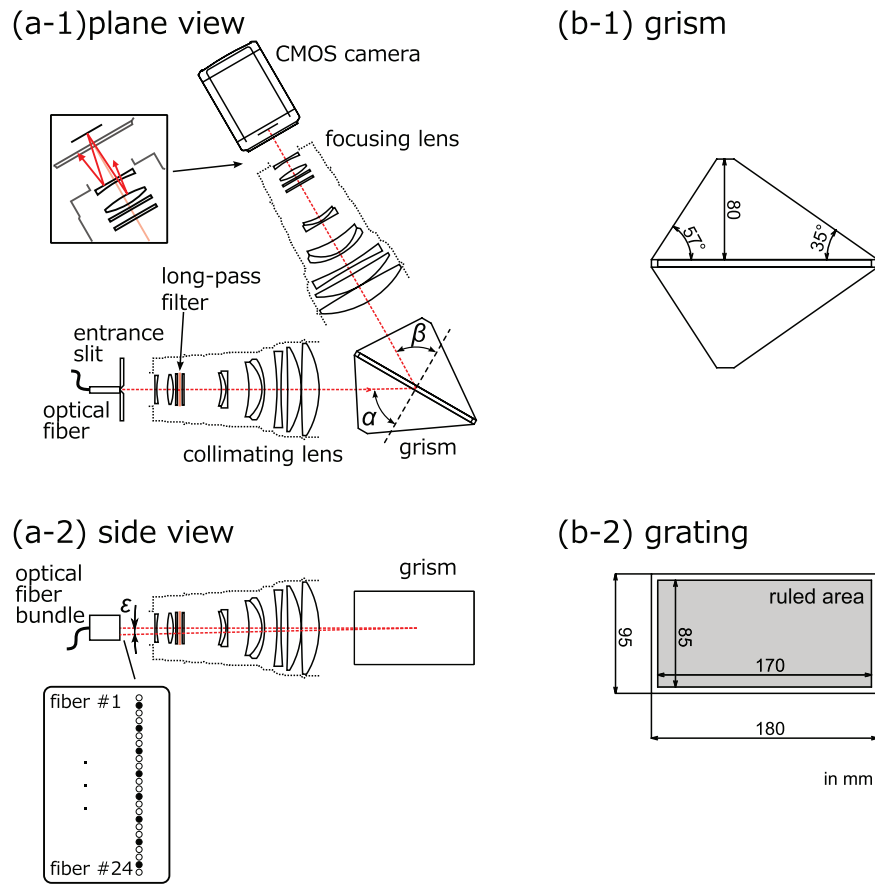 (a-1)plane view
CMOS camera
focusing lens
long-pass
filter
entrance
slit
optical
fiber
collimating lens
α
β
grism
(b-1) grism
80
57°
35°
(a-2) side view
optical
fiber
bundle
ε
grism
fiber #1
.
.
.
fiber #24
(b-2) grating
ruled area
95
85
170
180
in mm